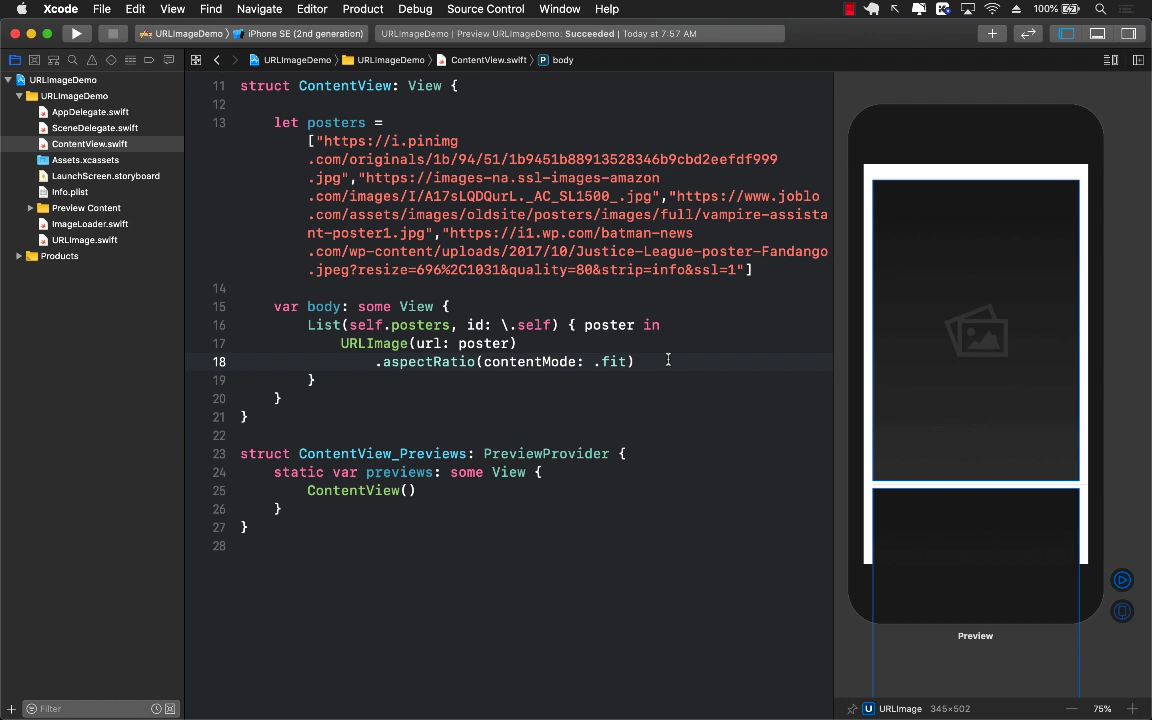 Xcode File Edit View Find Navigate Editor Product Debug Source Control Window Help 100%
URLImageDemo iPhone SE (2nd generation) URLImageDemo | Preview URLImageDemo: Succeeded | Today at 7:57 AM
URLImageDemo URLImageDemo ContentView.swift P body
URLImageDemo
URLImageDemo
AppDelegate.swift
SceneDelegate.swift
ContentView.swift
Assets.xcassets
LaunchScreen.storyboard
Info.plist
Preview Content
ImageLoader.swift
URLImage.swift
Products
11 struct ContentView: View {
12
13 let posters =
["https://i.pinimg
.com/originals/1b/94/51/1b9451b88913528346b9cbd2eefdf999
.jpg","https://images-na.ssl-images-amazon
.com/images/I/A17sLQDQurL._AC_SL1500_.jpg","https://www.joblo
.com/assets/images/oldsite/posters/images/full/vampire-assista
nt-poster1.jpg","https://i1.wp.com/batman-news
.com/wp-content/uploads/2017/10/Justice-League-poster-Fandango
.jpeg?resize=696%2C1031&quality=80&strip=info&ssl=1"]
14
15 var body: some View {
16 List(self.posters, id: \.self) { poster in
17 URLImage(url: poster)
18 .aspectRatio(contentMode: .fit)
19 }
20 }
21 }
22
23 struct ContentView_Previews: PreviewProvider {
24 static var previews: some View {
25 ContentView()
26 }
27 }
28
Preview
Filter
U URLImage 345×502 75%